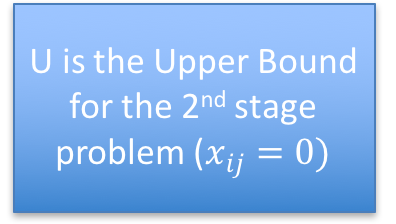 U is the Upper Bound
for the 2nd stage
problem (xij = 0)